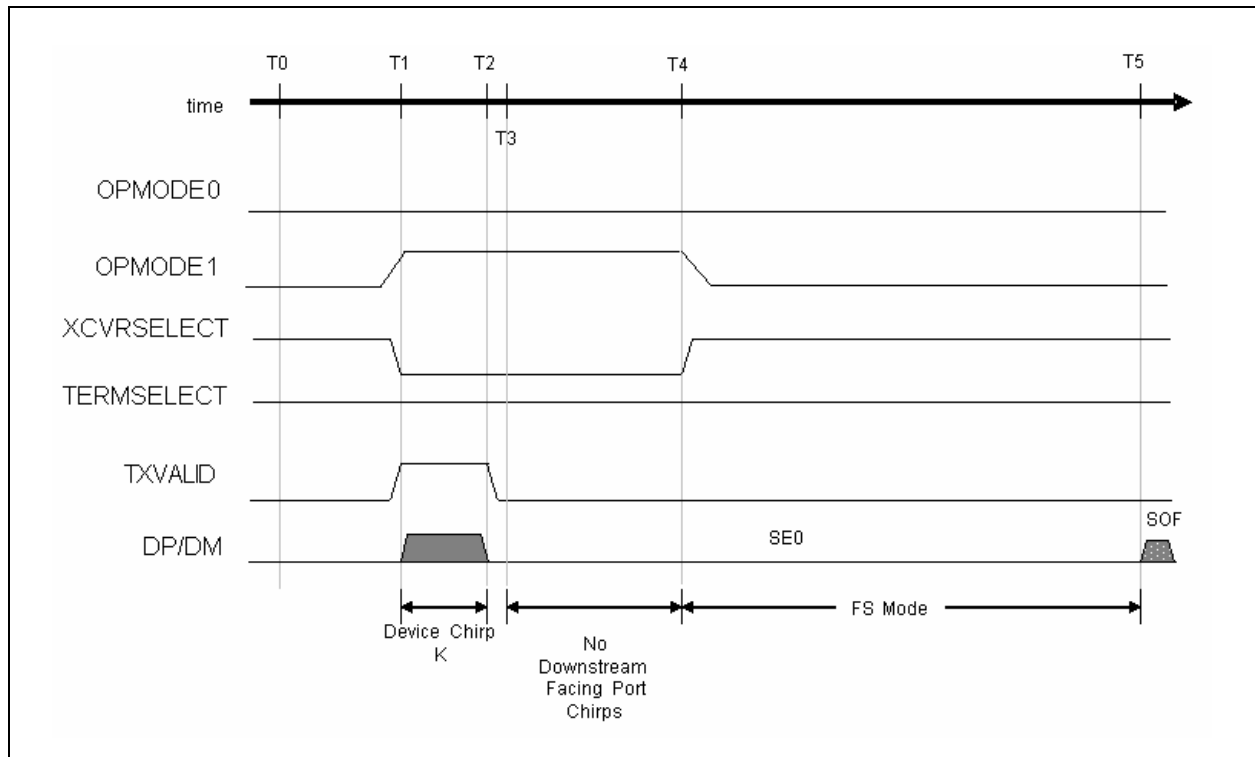 T0
T1
T2
T4
T5
time
T3
OPMODE0
OPMODE1
XCVRSELECT
TERMSELECT
TXVALID
DP/DM
SE0
SOF
Device Chirp
K
No
Downstream
Facing Port
Chirps
FS Mode